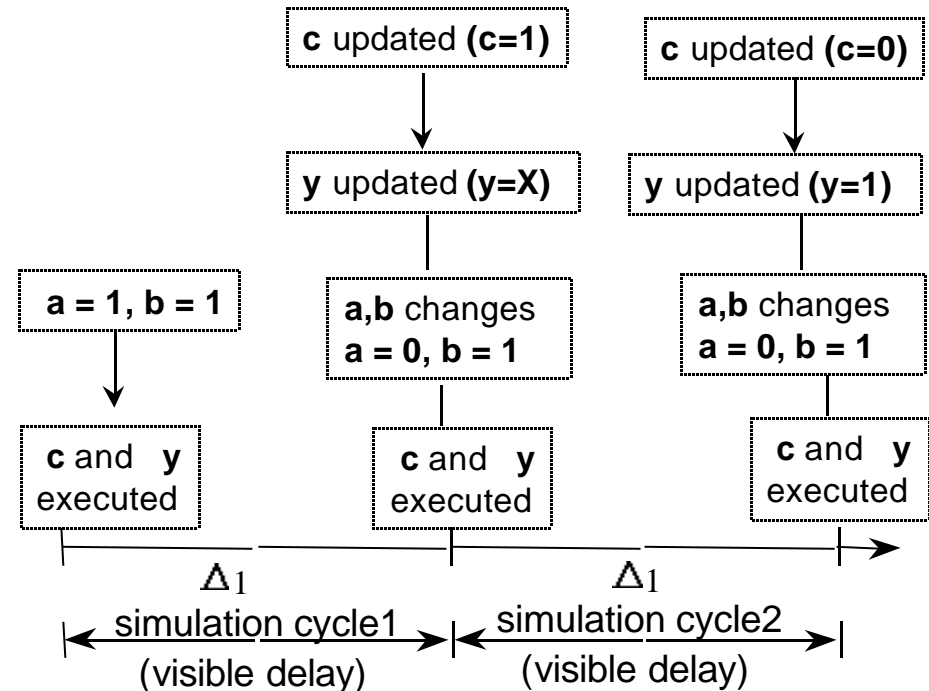 c updated (c=1)
c updated (c=0)
y updated (y=X)
y updated (y=1)
a = 1, b = 1
a,b changes
a = 0, b = 1
a,b changes
a = 0, b = 1
c and y
executed
c and y
executed
c and y
executed
Δ1
Δ1
simulation cycle1
(visible delay)
simulation cycle2
(visible delay)